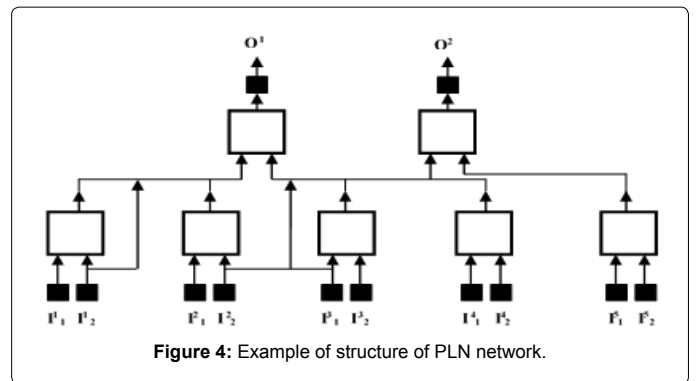 O¹ O²
I¹₁ I¹₂ I²₁ I²₂ I³₁ I³₂ I⁴₁ I⁴₂ I⁵₁ I⁵₂
Figure 4: Example of structure of PLN network.